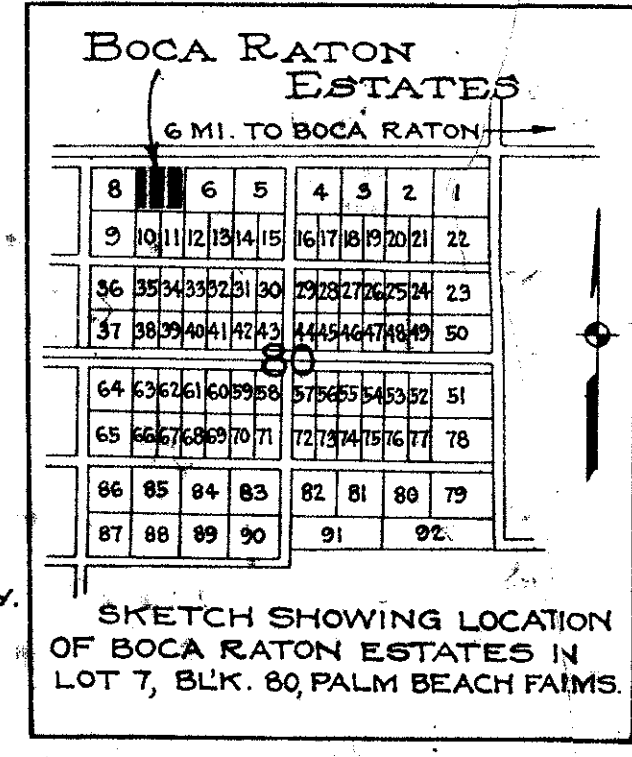 BOCA RATON
ESTATES
6 MI. TO BOCA RATON
8 6 5 4 3 2 1
9 10 11 12 13 14 15 16 17 18 19 20 21 22
36 35 34 33 32 31 30 29 28 27 26 25 24 23
37 38 39 40 41 42 43 44 45 46 47 48 49 50
80
64 63 62 61 60 59 58 57 56 55 54 53 52 51
65 66 67 68 69 70 71 72 73 74 75 76 77 78
86 85 84 83 82 81 80 79
87 88 89 90 91 92
SKETCH SHOWING LOCATION
OF BOCA RATON ESTATES IN
LOT 7, BL'K. 80, PALM BEACH FAIMS.